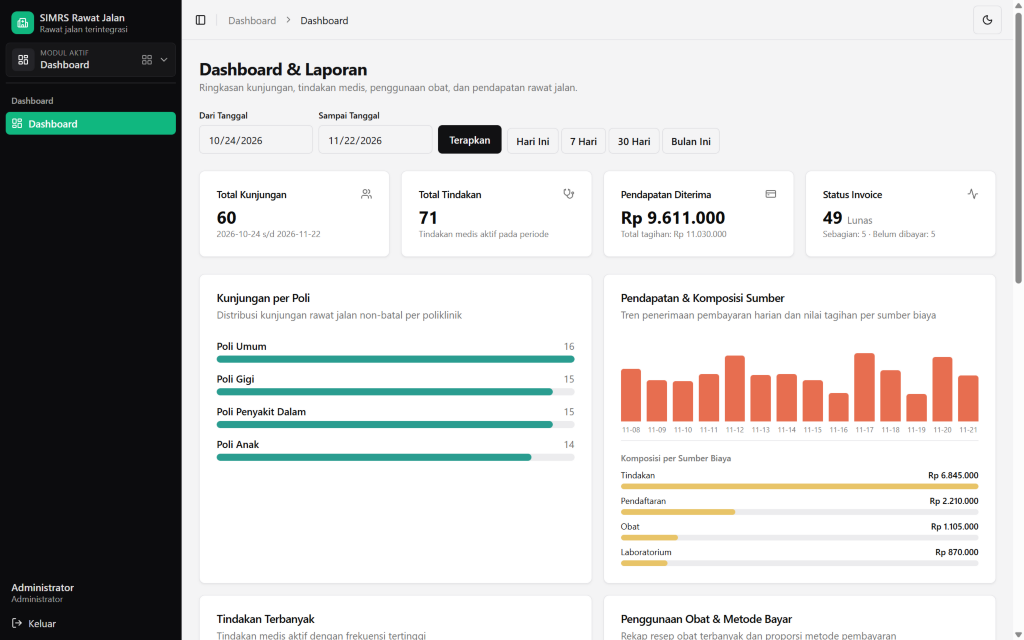 SIMRS Rawat Jalan
Rawat jalan terintegrasi
MODUL AKTIF
Dashboard
Dashboard
Dashboard
Administrator
Administrator
Keluar
Dashboard > Dashboard
Dashboard & Laporan
Ringkasan kunjungan, tindakan medis, penggunaan obat, dan pendapatan rawat jalan.
Dari Tanggal
10/24/2026
Sampai Tanggal
11/22/2026
Terapkan
Hari Ini
7 Hari
30 Hari
Bulan Ini
Total Kunjungan
60
2026-10-24 s/d 2026-11-22
Total Tindakan
71
Tindakan medis aktif pada periode
Pendapatan Diterima
Rp 9.611.000
Total tagihan: Rp 11.030.000
Status Invoice
49 Lunas
Sebagian: 5 · Belum dibayar: 5
Kunjungan per Poli
Distribusi kunjungan rawat jalan non-batal per poliklinik
Poli Umum 16
Poli Gigi 15
Poli Penyakit Dalam 15
Poli Anak 14
Pendapatan & Komposisi Sumber
Tren penerimaan pembayaran harian dan nilai tagihan per sumber biaya
11-08 11-09 11-10 11-11 11-12 11-13 11-14 11-15 11-16 11-17 11-18 11-19 11-20 11-21
Komposisi per Sumber Biaya
Tindakan Rp 6.845.000
Pendaftaran Rp 2.210.000
Obat Rp 1.105.000
Laboratorium Rp 870.000
Tindakan Terbanyak
Tindakan medis aktif dengan frekuensi tertinggi
Penggunaan Obat & Metode Bayar
Rekap resep obat terbanyak dan proporsi metode pembayaran